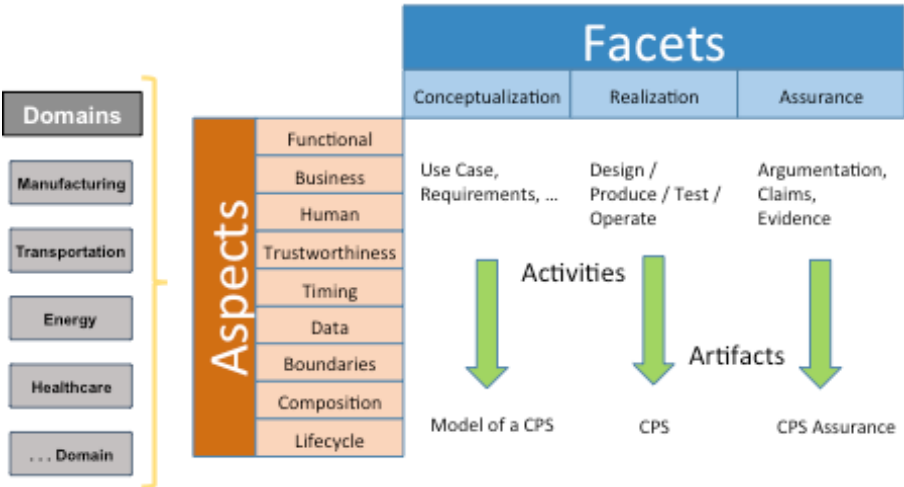 Facets
Conceptualization
Realization
Assurance
Domains
Manufacturing
Transportation
Energy
Healthcare
. . . Domain
Aspects
Functional
Business
Human
Trustworthiness
Timing
Data
Boundaries
Composition
Lifecycle
Use Case,
Requirements, ...
Design /
Produce / Test /
Operate
Argumentation,
Claims,
Evidence
Activities
Artifacts
Model of a CPS
CPS
CPS Assurance